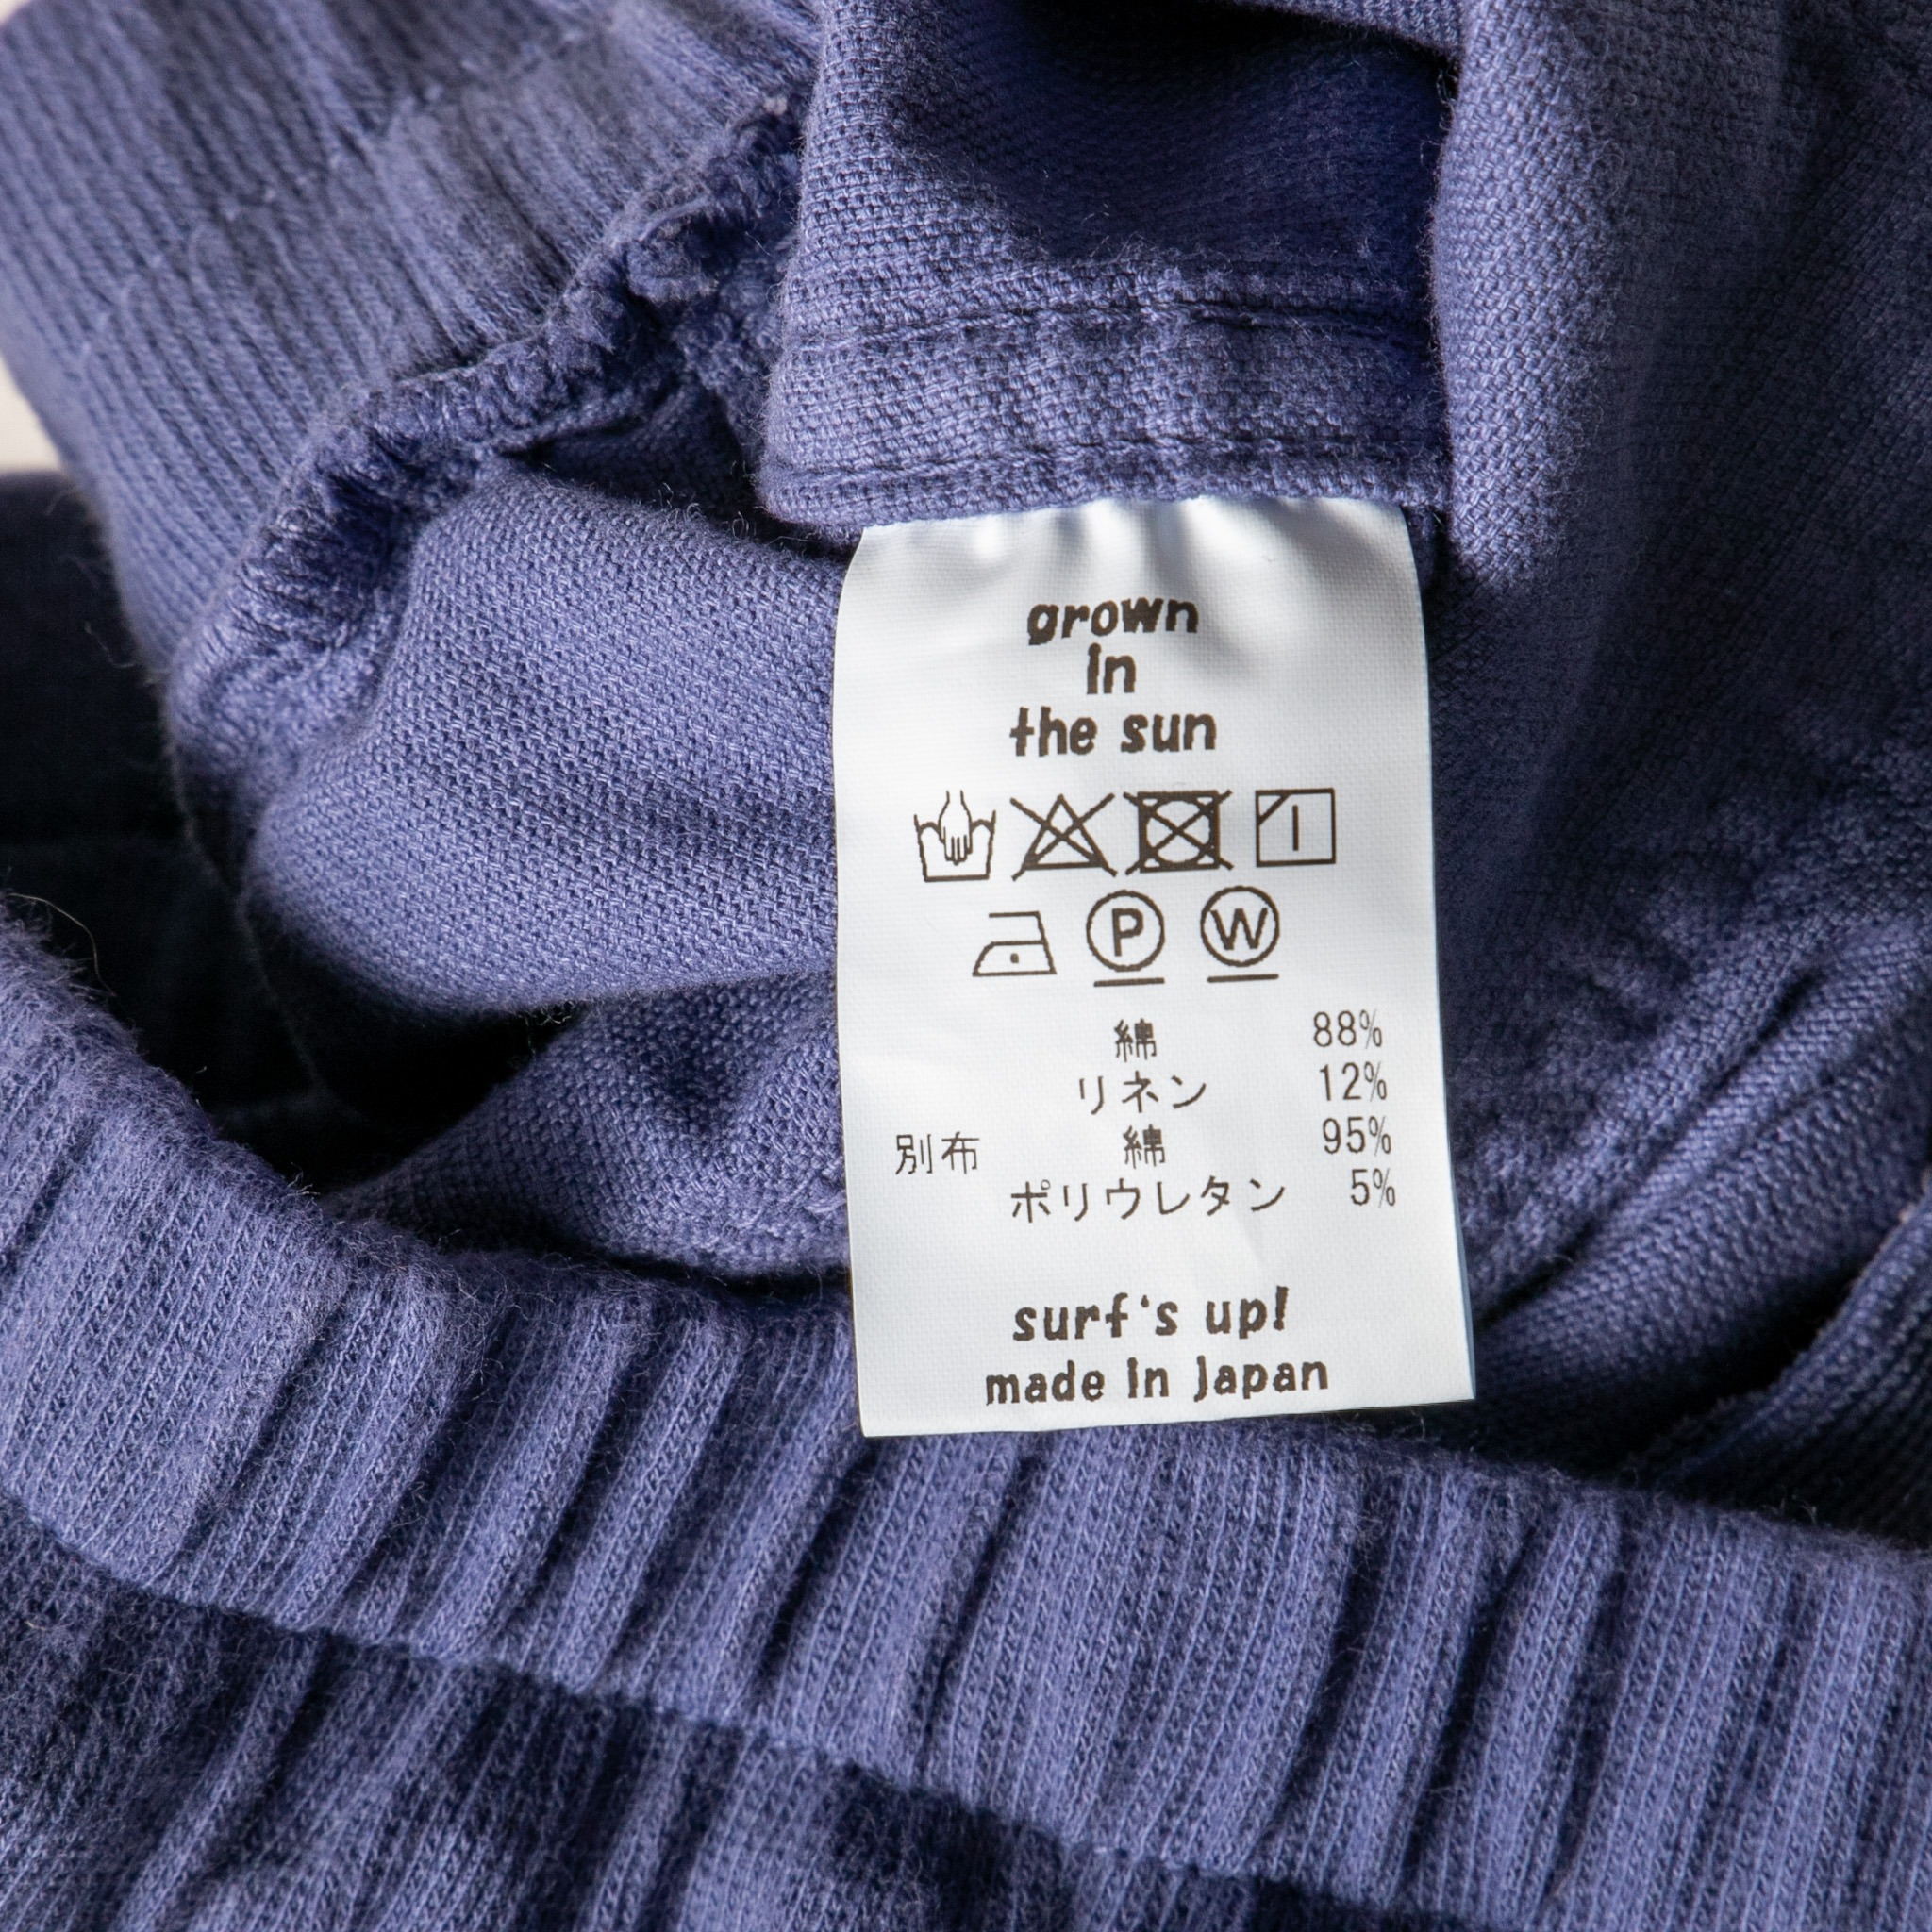 grown
in
the sun
P W
綿 88%
リネン 12%
別布 綿 95%
ポリウレタン 5%
surf's up!
made in Japan